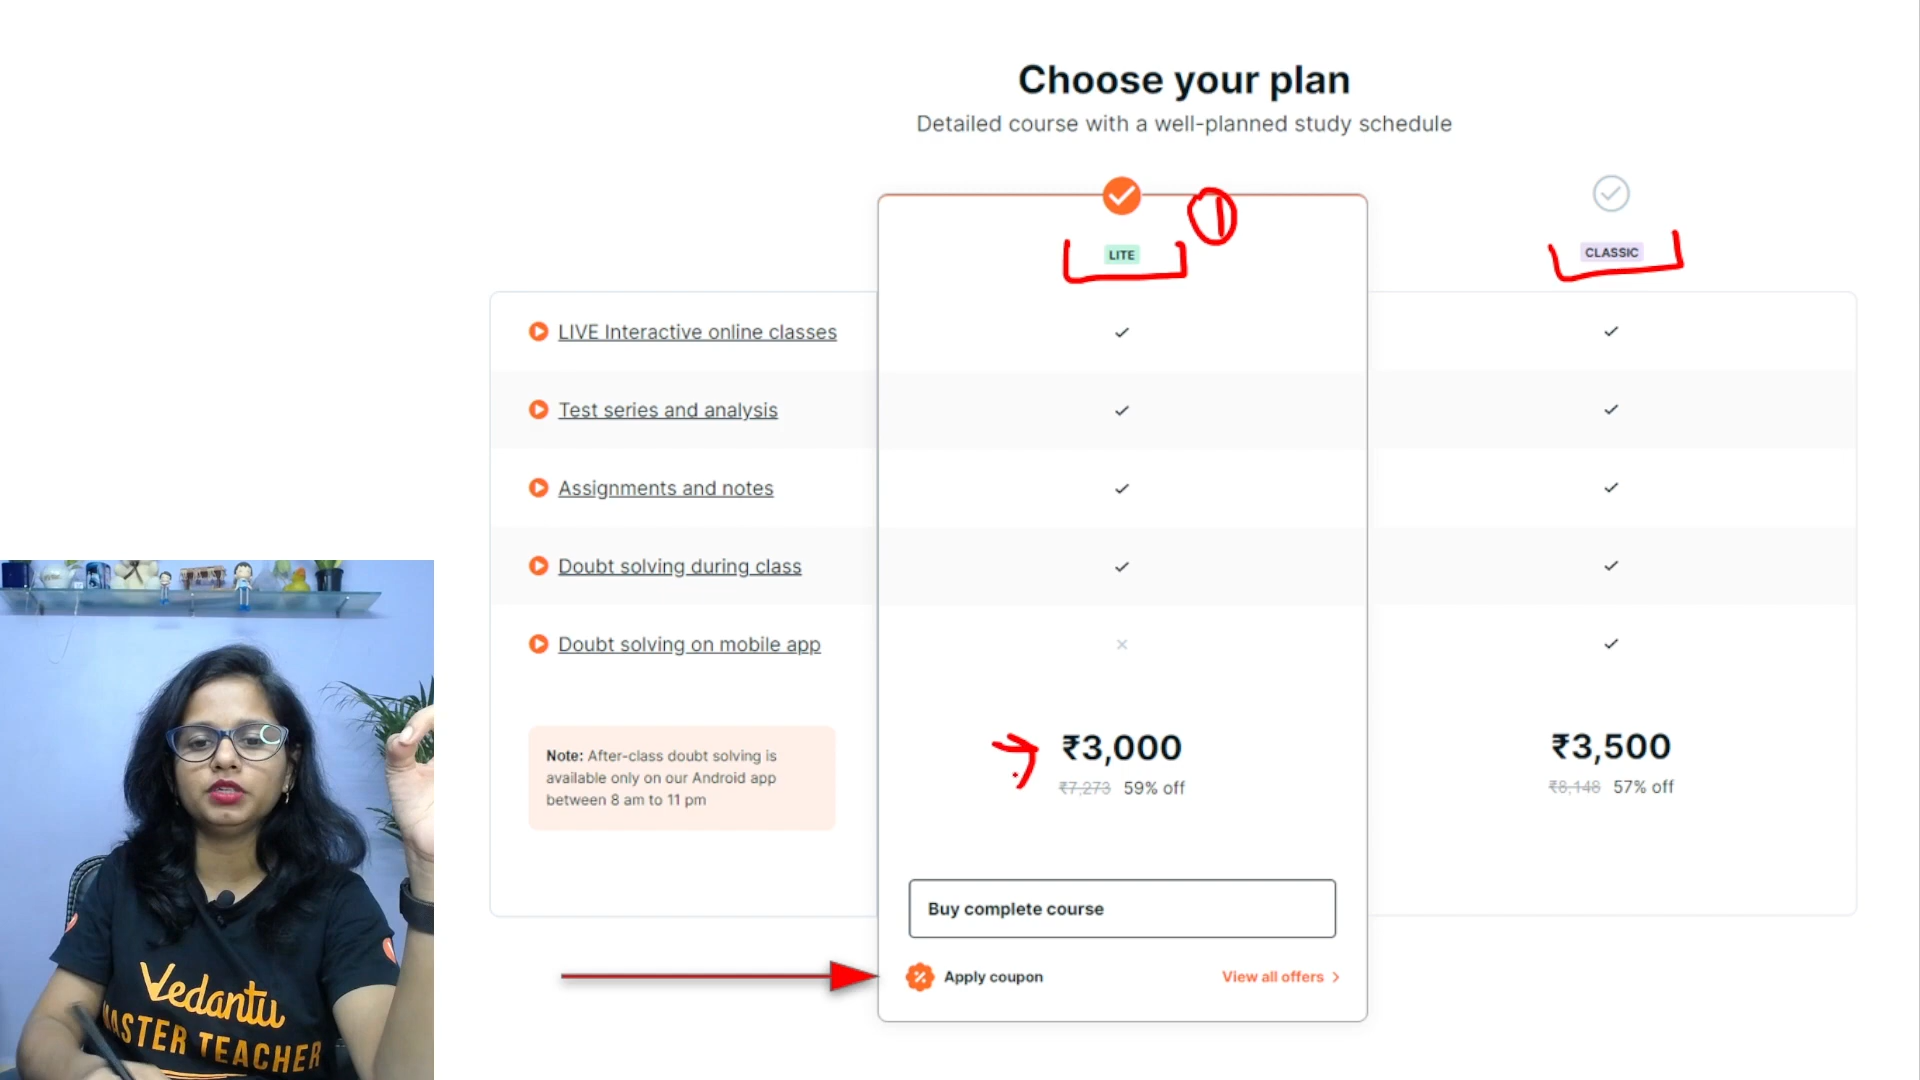 Choose your plan
Detailed course with a well-planned study schedule
1
LITE
CLASSIC
LIVE Interactive online classes
Test series and analysis
Assignments and notes
Doubt solving during class
Doubt solving on mobile app
Note: After-class doubt solving is
available only on our Android app
between 8 am to 11 pm
₹3,000
₹7,273 59% off
₹3,500
₹8,148 57% off
Buy complete course
Apply coupon
View all offers >
Vedantu
MASTER TEACHER